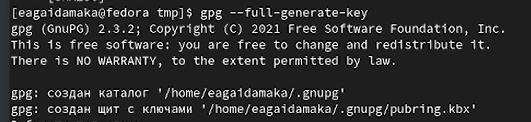 [eagaidamaka@fedora tmp]$ gpg --full-generate-key
gpg (GnuPG) 2.3.2; Copyright (C) 2021 Free Software Foundation, Inc.
This is free software: you are free to change and redistribute it.
There is NO WARRANTY, to the extent permitted by law.

gpg: создан каталог '/home/eagaidamaka/.gnupg'
gpg: создан щит с ключами '/home/eagaidamaka/.gnupg/pubring.kbx'